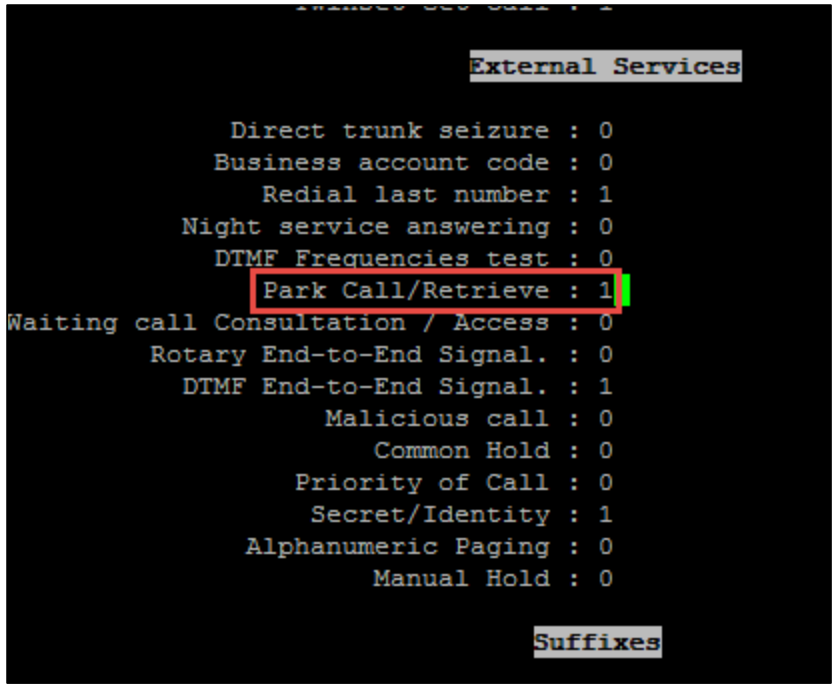 External Services
Direct trunk seizure : 0
Business account code : 0
Redial last number : 1
Night service answering : 0
DTMF Frequencies test : 0
Park Call/Retrieve : 1
Waiting call Consultation / Access : 0
Rotary End-to-End Signal. : 0
DTMF End-to-End Signal. : 1
Malicious call : 0
Common Hold : 0
Priority of Call : 0
Secret/Identity : 1
Alphanumeric Paging : 0
Manual Hold : 0
Suffixes